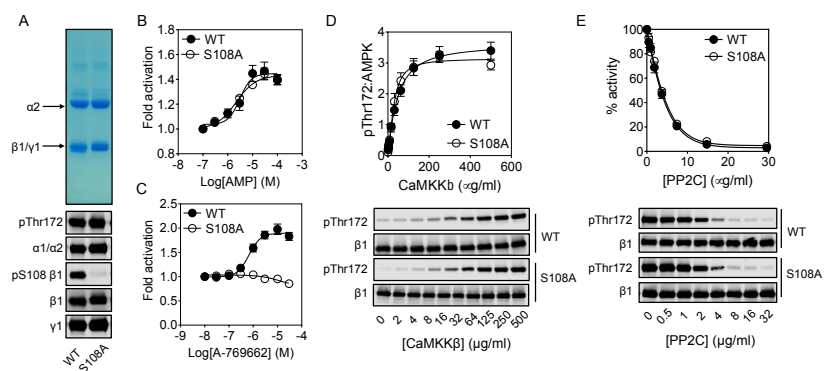 A
α2
β1/γ1
pThr172
α1/α2
pS108 β1
β1
γ1
WT
S108A
B
WT
S108A
Fold activation
1.8
1.6
1.4
1.2
1.0
0.8
-8 -7 -6 -5 -4 -3
Log[AMP] (M)
C
WT
S108A
Fold activation
2.5
2.0
1.5
1.0
0.5
0.0
-8 -7 -6 -5 -4
Log[A-769662] (M)
D
pThr172:AMPK
4
3
2
1
0
WT
S108A
0 200 400 600
CaMKKb (∝g/ml)
pThr172
β1
WT
pThr172
β1
S108A
0 2 4 8 16 32 64 125 250 500
[CaMKKβ] (µg/ml)
E
WT
S108A
% activity
100
80
60
40
20
0
0 10 20 30
[PP2C] (∝g/ml)
pThr172
β1
WT
pThr172
β1
S108A
0 0.5 1 2 4 8 16 32
[PP2C] (µg/ml)